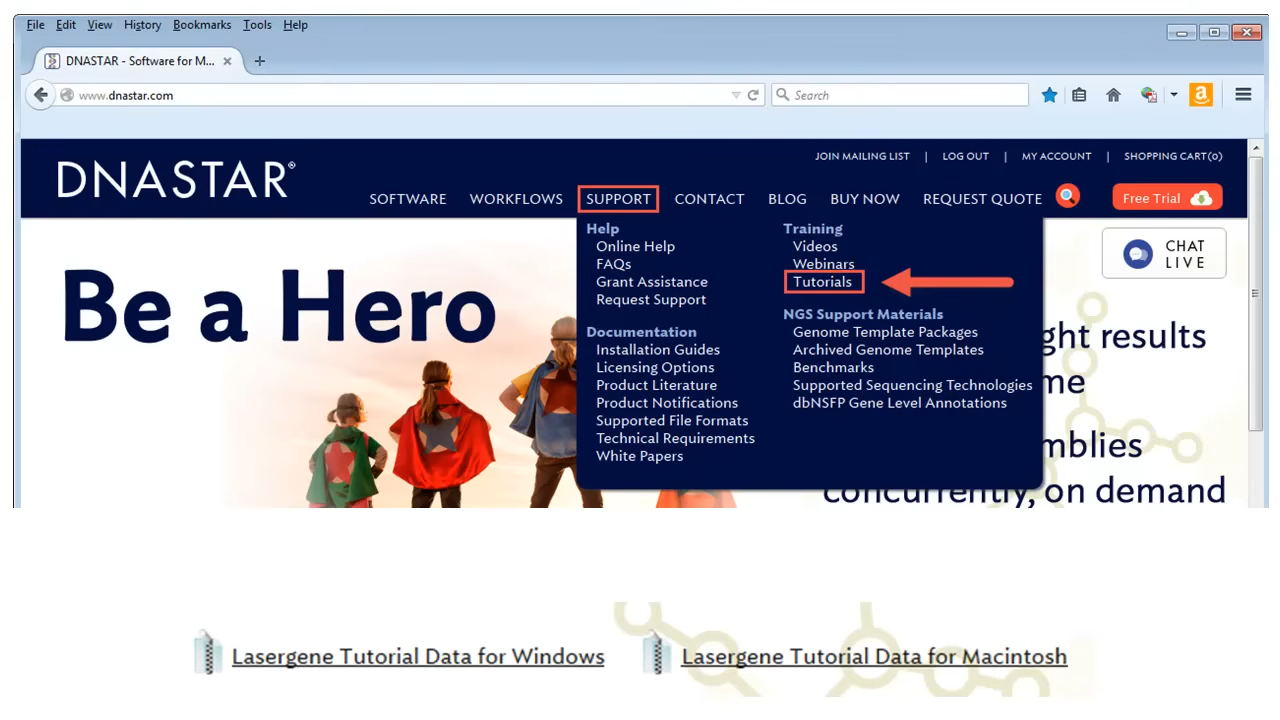 File Edit View History Bookmarks Tools Help
DNASTAR - Software for M... × +
www.dnastar.com
Search
JOIN MAILING LIST | LOG OUT | MY ACCOUNT | SHOPPING CART(0)
DNASTAR®
SOFTWARE WORKFLOWS SUPPORT CONTACT BLOG BUY NOW REQUEST QUOTE Free Trial
Help
Online Help
FAQs
Grant Assistance
Request Support
Documentation
Installation Guides
Licensing Options
Product Literature
Product Notifications
Supported File Formats
Technical Requirements
White Papers
Training
Videos
Webinars
Tutorials
NGS Support Materials
Genome Template Packages
Archived Genome Templates
Benchmarks
Supported Sequencing Technologies
dbNSFP Gene Level Annotations
CHAT
LIVE
Be a Hero
ght results
me
mblies
concurrently, on demand
Lasergene Tutorial Data for Windows
Lasergene Tutorial Data for Macintosh